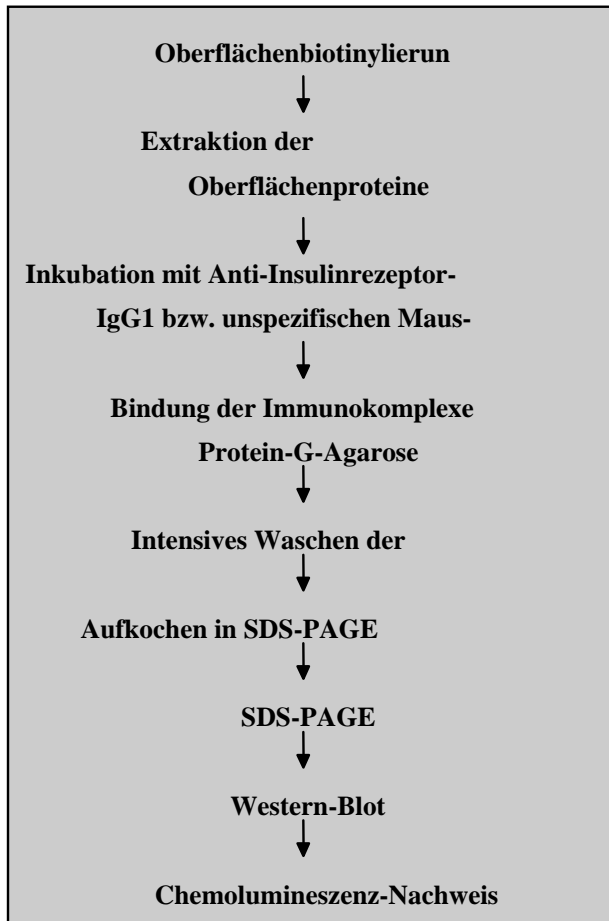 Oberflächenbiotinylierun
Extraktion der
Oberflächenproteine
Inkubation mit Anti-Insulinrezeptor-
IgG1 bzw. unspezifischen Maus-
Bindung der Immunokomplexe
Protein-G-Agarose
Intensives Waschen der
Aufkochen in SDS-PAGE
SDS-PAGE
Western-Blot
Chemolumineszenz-Nachweis